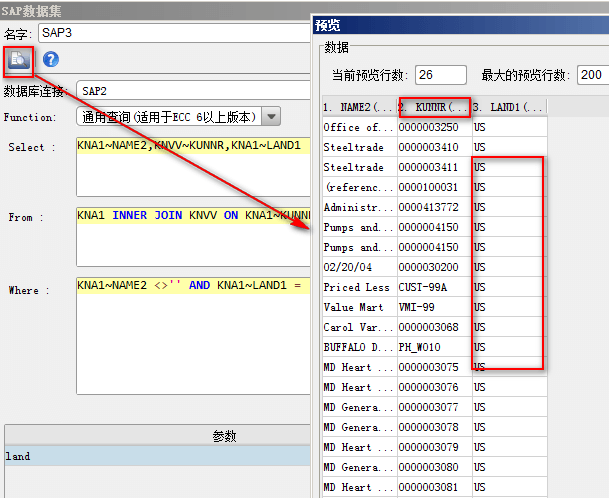 SAP数据集
名字: SAP3
数据库连接: SAP2
Function: 通用查询(适用于ECC 6以上版本)
Select : KNA1~NAME2,KNVV~KUNNR,KNA1~LAND1
From : KNA1 INNER JOIN KNVV ON KNA1~KUNNR
Where : KNA1~NAME2 <>'' AND KNA1~LAND1 =
参数
land
预览
数据
当前预览行数: 26 最大的预览行数: 200
1. NAME2(... 2. KUNNR(... 3. LAND1(...
Office of... 0000003250 US
Steeltrade 0000003410 US
Steeltrade 0000003411 US
(referenc... 0000100031 US
Administr... 0000413772 US
Pumps and... 0000004150 US
Pumps and... 0000004150 US
02/20/04 0000030200 US
Priced Less CUST-99A US
Value Mart VMI-99 US
Carol Var... 0000003068 US
BUFFALO D... PH_W010 US
MD Heart ... 0000003075 US
MD Heart ... 0000003076 US
MD Genera... 0000003077 US
MD Genera... 0000003078 US
MD Heart ... 0000003079 US
MD Genera... 0000003080 US
MD Heart ... 0000003081 US